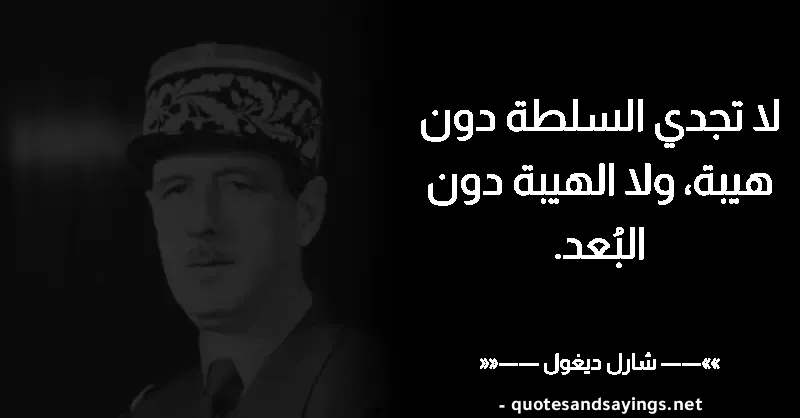 لا تجدي السلطة دون
هيبة، ولا الهيبة دون
البُعد.
»»—— شارل ديغول ——««
- quotesandsayings.net